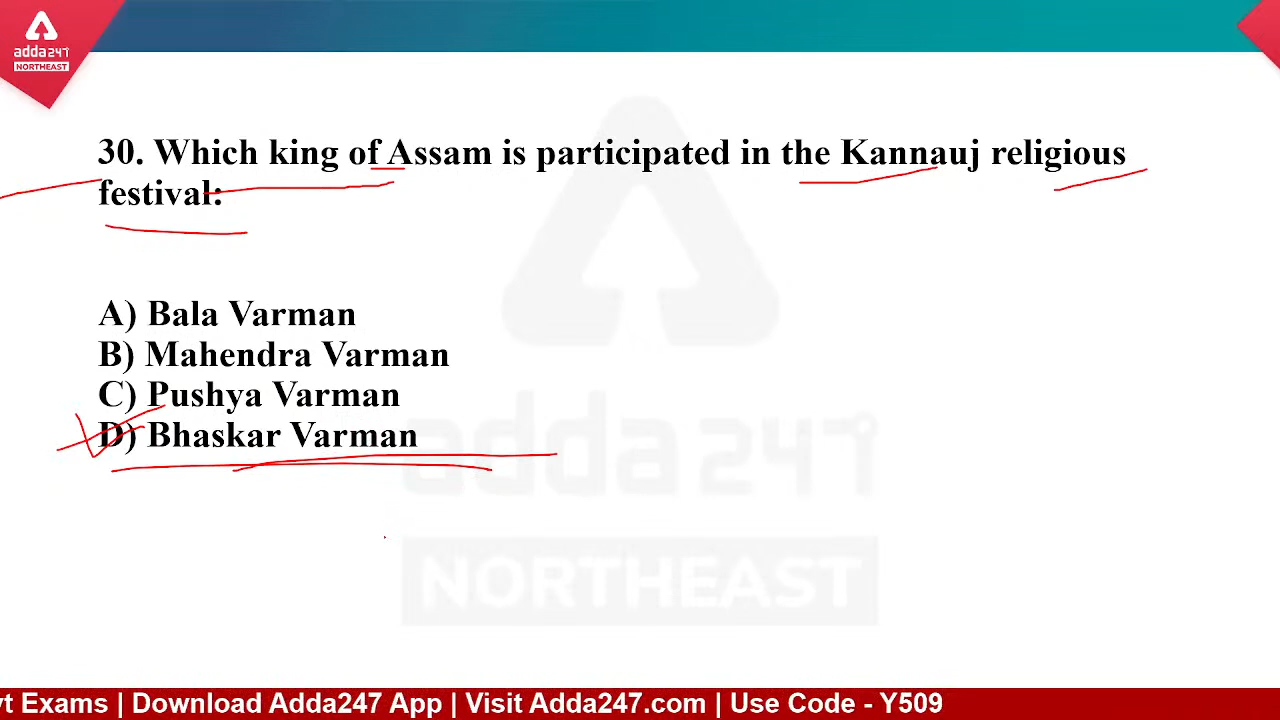 adda247
NORTHEAST
30. Which king of Assam is participated in the Kannauj religious
festival:
A) Bala Varman
B) Mahendra Varman
C) Pushya Varman
D) Bhaskar Varman
adda247
NORTHEAST
vt Exams | Download Adda247 App | Visit Adda247.com | Use Code - Y509